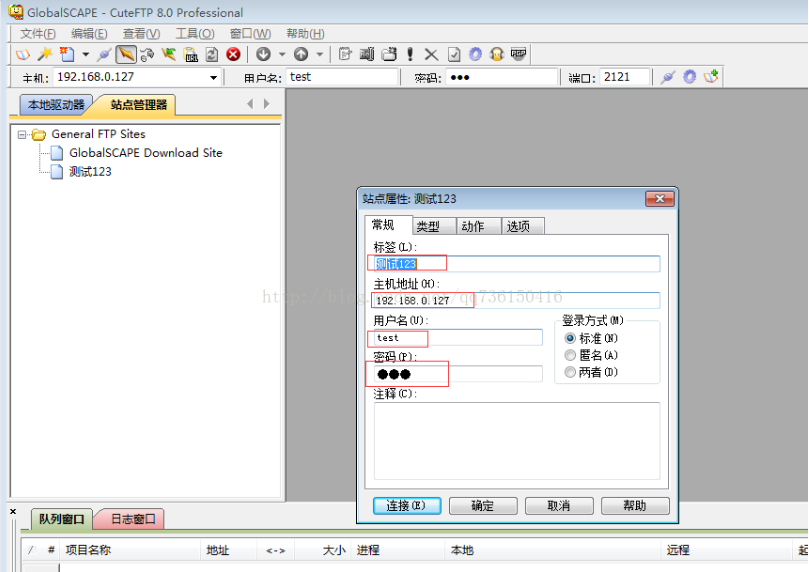 GlobalSCAPE - CuteFTP 8.0 Professional
文件(F) 编辑(E) 查看(V) 工具(O) 窗口(W) 帮助(H)
主机: 192.168.0.127 用户名: test 密码: ●●● 端口: 2121
本地驱动器 站点管理器
General FTP Sites
GlobalSCAPE Download Site
测试123
站点属性: 测试123
常规 类型 动作 选项
标签(L):
测试123
主机地址(H):
192.168.0.127
用户名(U):
test
密码(P):
●●●
登录方式(M)
标准(N)
匿名(A)
两者(D)
注释(C):
连接(E) 确定 取消 帮助
队列窗口 日志窗口
/ # 项目名称 地址 <-> 大小 进程 本地 远程 起